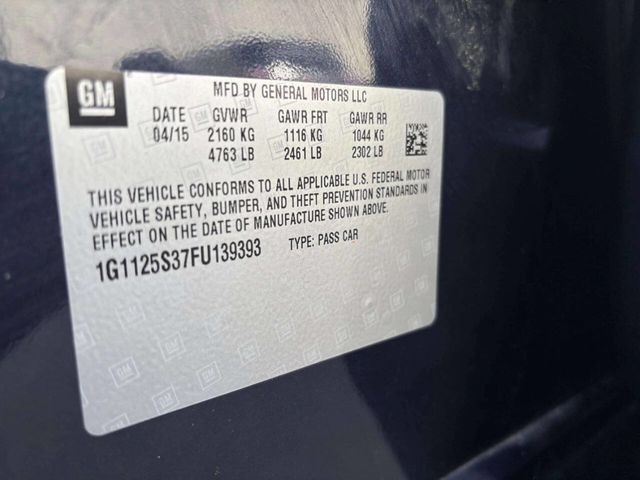 GM
MFD BY GENERAL MOTORS LLC
DATE GVWR GAWR FRT GAWR RR
04/15 2160 KG 1116 KG 1044 KG
4763 LB 2461 LB 2302 LB
THIS VEHICLE CONFORMS TO ALL APPLICABLE U.S. FEDERAL MOTOR
VEHICLE SAFETY, BUMPER, AND THEFT PREVENTION STANDARDS IN
EFFECT ON THE DATE OF MANUFACTURE SHOWN ABOVE.
1G1125S37FU139393 TYPE: PASS CAR